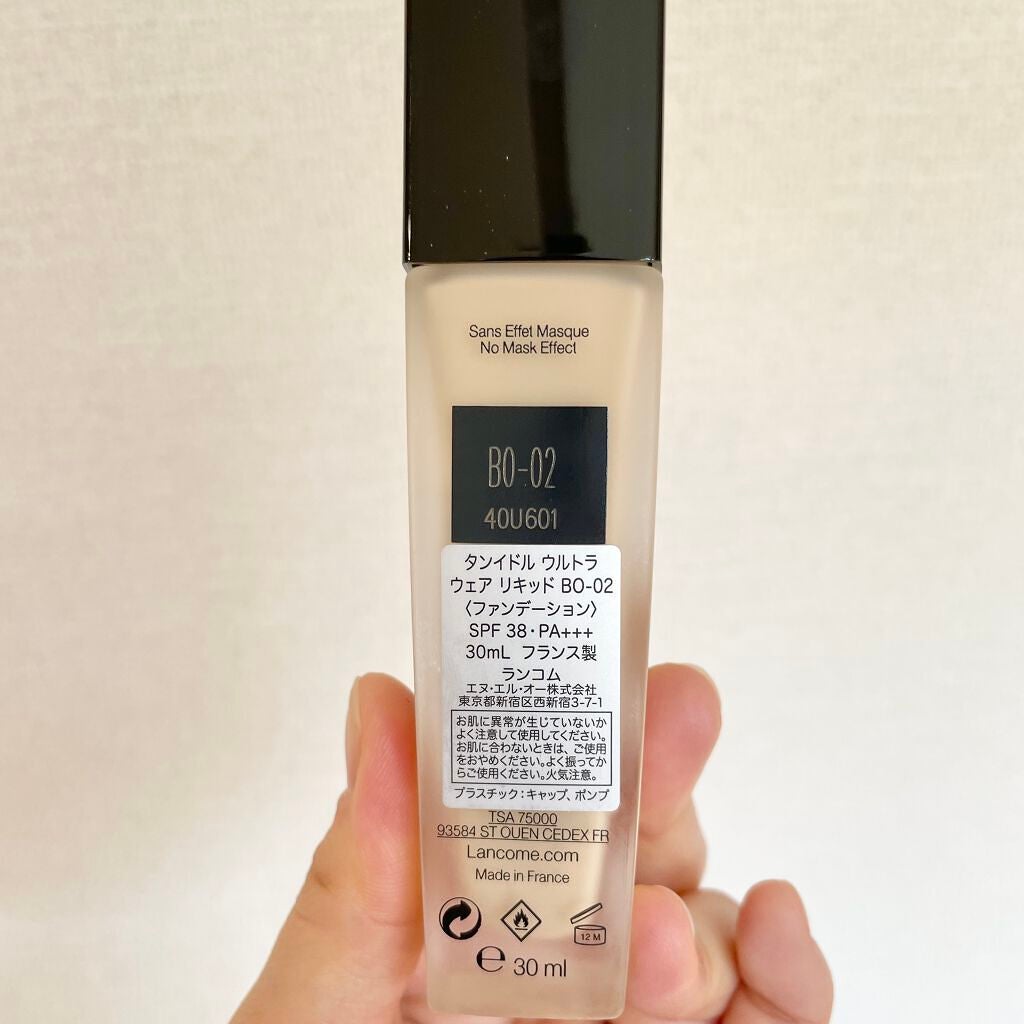 Sans Effet Masque
No Mask Effect
BO-02
40U601
タンイドル ウルトラ
ウェア リキッド BO-02
〈ファンデーション〉
SPF 38・PA+++
30mL フランス製
ランコム
エヌ・エル・オー株式会社
東京都新宿区西新宿3-7-1
お肌に異常が生じていないか
よく注意して使用してください。
お肌に合わないときは、ご使用
をおやめください。よく振ってか
らご使用ください。火気注意。
プラスチック：キャップ、ポンプ
TSA 75000
93584 ST OUEN CEDEX FR
Lancome.com
Made in France
12 M
e 30 ml